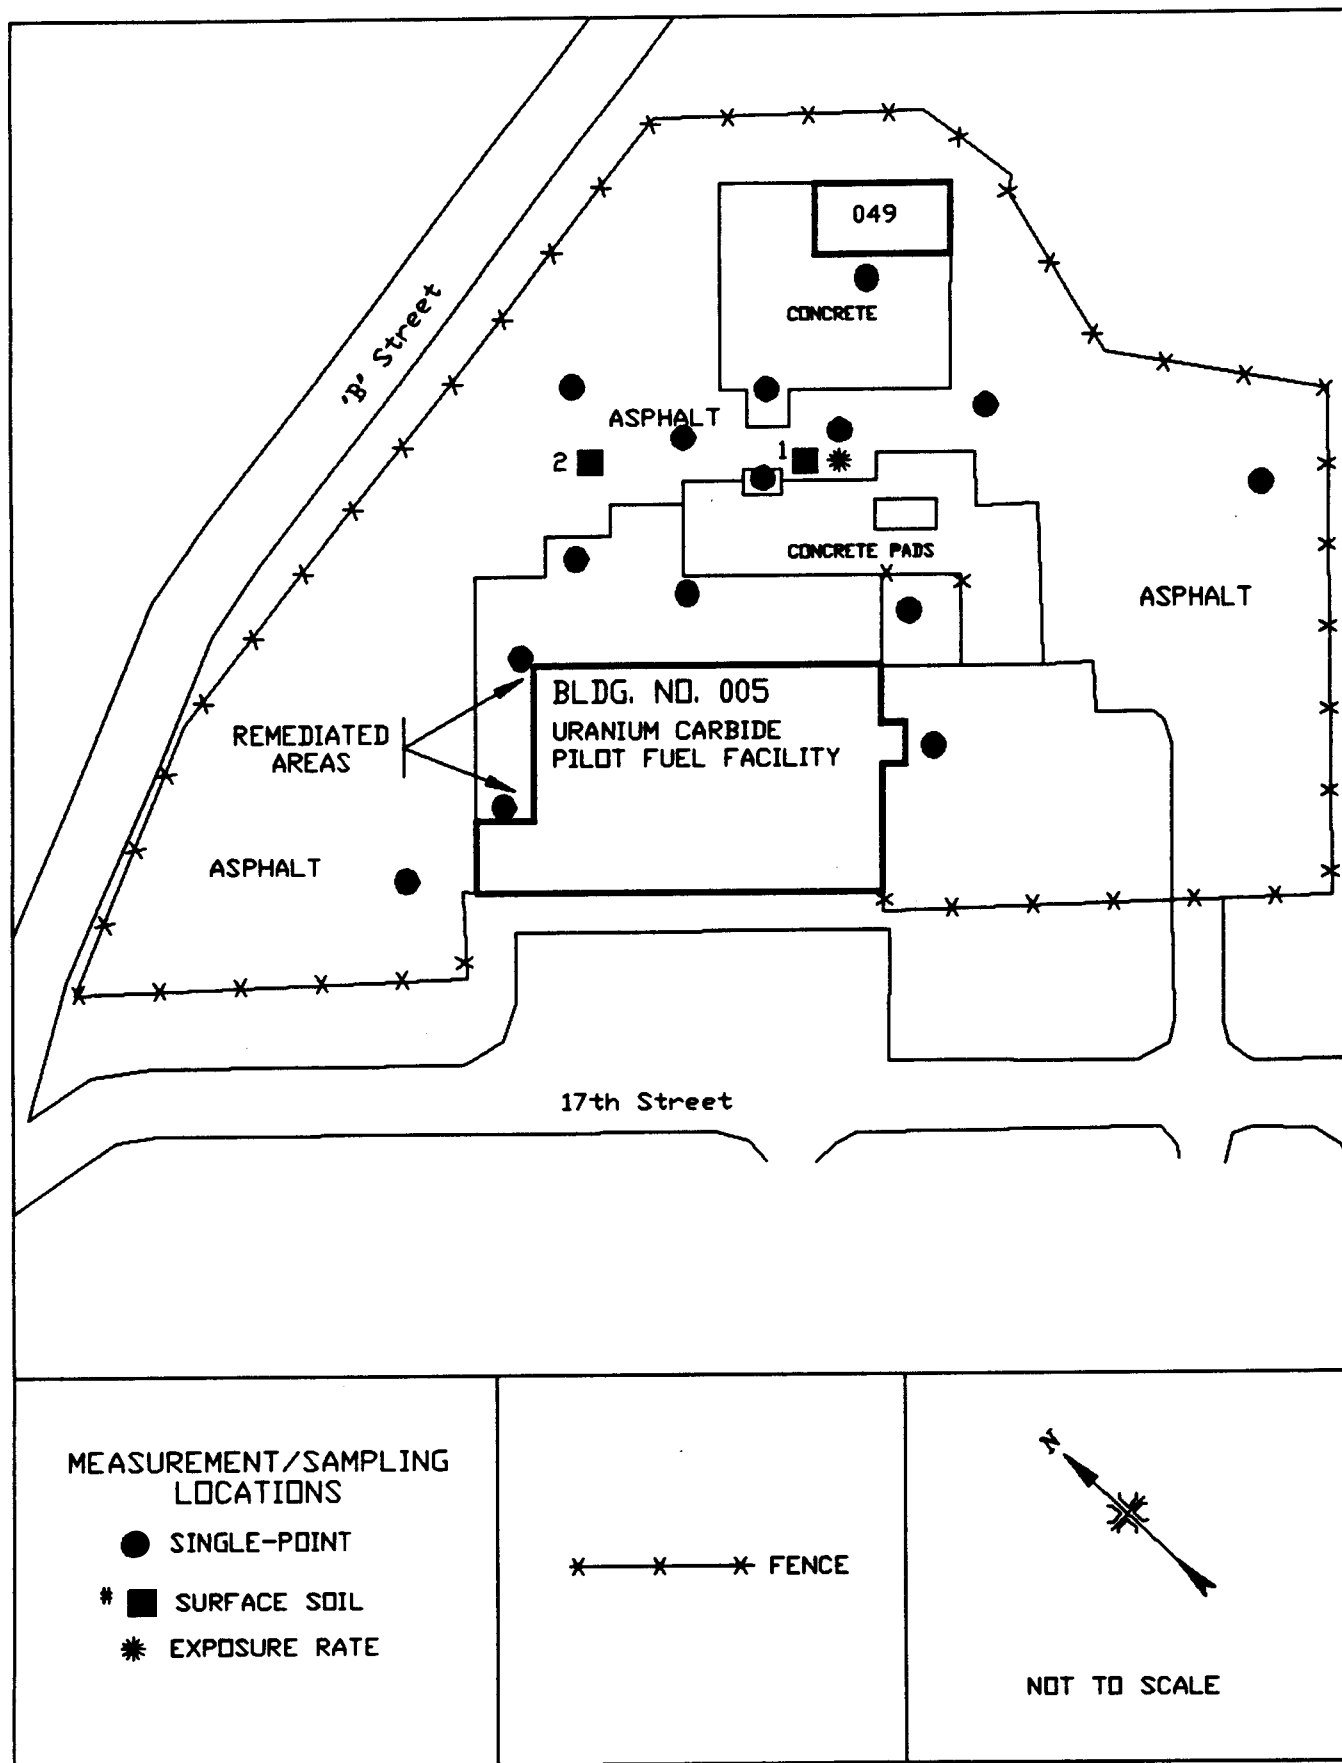 049
CONCRETE
'B' Street
ASPHALT
1
2
CONCRETE PADS
ASPHALT
BLDG. NO. 005
URANIUM CARBIDE
PILOT FUEL FACILITY
REMEDIATED
AREAS
ASPHALT
17th Street
MEASUREMENT/SAMPLING
LOCATIONS
SINGLE-POINT
# SURFACE SOIL
EXPOSURE RATE
FENCE
N
NOT TO SCALE